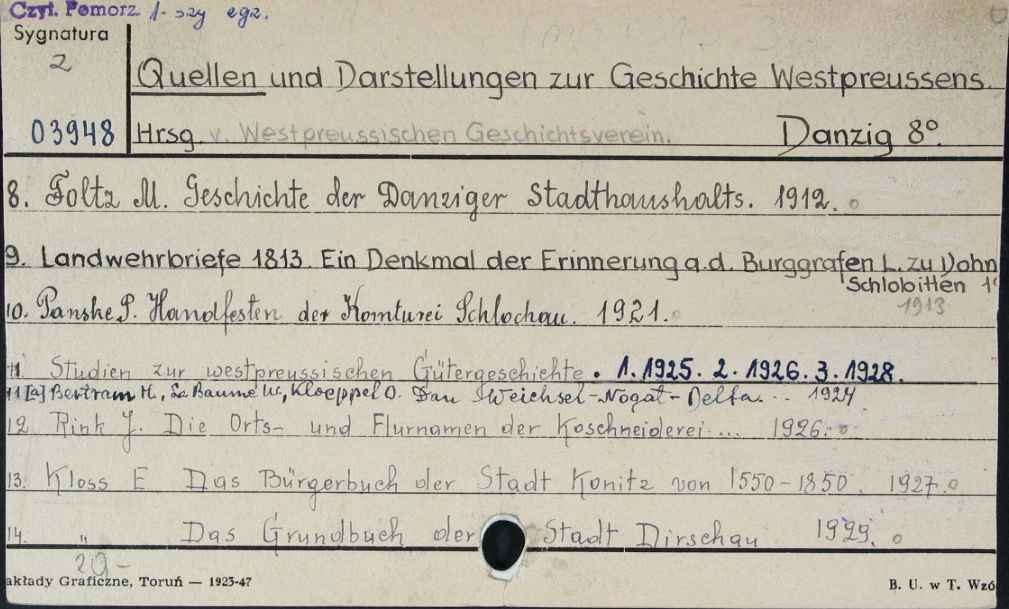 Czyt. Pomorz 1-szy egz.
Sygnatura
2
Quellen und Darstellungen zur Geschichte Westpreussens.
03948 Hrsg. v. Westpreussischen Geschichtsverein. Danzig 8°.
8. Foltz M. Geschichte der Danziger Stadthaushalts. 1912.
9. Landwehrbriefe 1813. Ein Denkmal der Erinnerung a.d. Burggrafen L. zu Dohn
Schlobitten 1
1913
10. Panske P. Handfesten der Komturei Schlochau. 1921.
11. Studien zur westpreussischen Gütergeschichte. 1. 1925. 2. 1926. 3. 1928.
11[a] Bertram H., La Baume W., Kloeppel O. Das Weichsel-Nogat-Delta... 1924
12 Rink J. Die Orts- und Flurnamen der Koschneiderei... 1926.
13. Kloss E Das Bürgerbuch der Stadt Konitz von 1550-1850. 1927.
14. " Das Grundbuch der Stadt Dirschau 1929.
29-
akłady Graficzne, Toruń — 1923-47 B. U. w T. Wzó